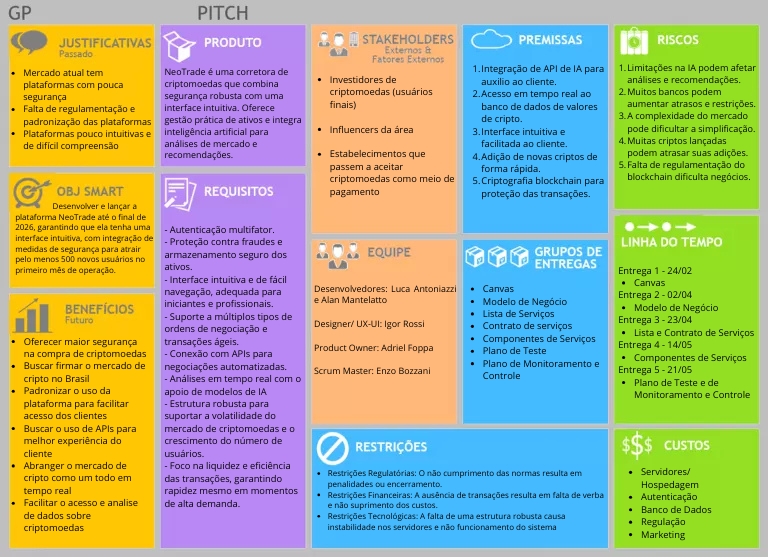 GP
PITCH
JUSTIFICATIVAS
Passado
Mercado atual tem
plataformas com pouca
segurança
Falta de regulamentação e
padronização das plataformas
Plataformas pouco intuitivas e
de difícil compreensão
OBJ SMART
Desenvolver e lançar a
plataforma NeoTrade até o final de
2026, garantindo que ela tenha uma
interface intuitiva, com integração de
medidas de segurança para atrair
pelo menos 500 novos usuários no
primeiro mês de operação.
BENEFÍCIOS
Futuro
Oferecer maior segurança
na compra de criptomoedas
Buscar firmar o mercado de
cripto no Brasil
Padronizar o uso da
plataforma para facilitar
acesso dos clientes
Buscar o uso de APIs para
melhor experiência do
cliente
Abranger o mercado de
cripto como um todo em
tempo real
Facilitar o acesso e analise
de dados sobre
criptomoedas
PRODUTO
NeoTrade é uma corretora de
criptomoedas que combina
segurança robusta com uma
interface intuitiva. Oferece
gestão prática de ativos e integra
inteligência artificial para
análises de mercado e
recomendações.
REQUISITOS
- Autenticação multifator.
- Proteção contra fraudes e
armazenamento seguro dos
ativos.
- Interface intuitiva e de fácil
navegação, adequada para
iniciantes e profissionais.
- Suporte a múltiplos tipos de
ordens de negociação e
transações ágeis.
- Conexão com APIs para
negociações automatizadas.
- Análises em tempo real com o
apoio de modelos de IA
- Estrutura robusta para
suportar a volatilidade do
mercado de criptomoedas e o
crescimento do número de
usuários.
- Foco na liquidez e eficiência
das transações, garantindo
rapidez mesmo em momentos
de alta demanda.
STAKEHOLDERS
Externos &
Fatores Externos
Investidores de
criptomoedas (usuários
finais)
Influencers da área
Estabelecimentos que
passem a aceitar
criptomoedas como meio de
pagamento
EQUIPE
Desenvolvedores: Luca Antoniazzi
e Alan Mantelatto
Designer/ UX-UI: Igor Rossi
Product Owner: Adriel Foppa
Scrum Master: Enzo Bozzani
PREMISSAS
1. Integração de API de IA para
auxilio ao cliente.
2. Acesso em tempo real ao
banco de dados de valores
de cripto.
3. Interface intuitiva e
facilitada ao cliente.
4. Adição de novas criptos de
forma rápida.
5. Criptografia blockchain para
proteção das transações.
GRUPOS DE
ENTREGAS
Canvas
Modelo de Negócio
Lista de Serviços
Contrato de serviços
Componentes de Serviços
Plano de Teste
Plano de Monitoramento e
Controle
RESTRIÇÕES
Restrições Regulatórias: O não cumprimento das normas resulta em
penalidades ou encerramento.
Restrições Financeiras: A ausência de transações resulta em falta de verba
e não suprimento dos custos.
Restrições Tecnológicas: A falta de uma estrutura robusta causa
instabilidade nos servidores e não funcionamento do sistema
RISCOS
1. Limitações na IA podem afetar
análises e recomendações.
2. Muitos bancos podem
aumentar atrasos e restrições.
3. A complexidade do mercado
pode dificultar a simplificação.
4. Muitas criptos lançadas
podem atrasar suas adições.
5. Falta de regulamentação do
blockchain dificulta negócios.
LINHA DO TEMPO
Entrega 1 - 24/02
Canvas
Entrega 2 - 02/04
Modelo de Negócio
Entrega 3 - 23/04
Lista e Contrato de Serviços
Entrega 4 - 14/05
Componentes de Serviços
Entrega 5 - 21/05
Plano de Teste e de
Monitoramento e Controle
CUSTOS
Servidores/
Hospedagem
Autenticação
Banco de Dados
Regulação
Marketing